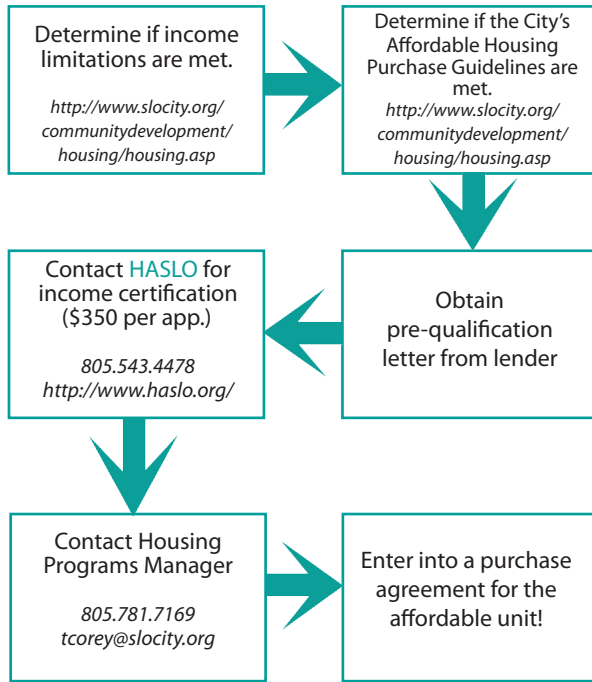 Determine if income
limitations are met.
http://www.slocity.org/
communitydevelopment/
housing/housing.asp
Determine if the City’s
Affordable Housing
Purchase Guidelines are
met.
http://www.slocity.org/
communitydevelopment/
housing/housing.asp
Obtain
pre-qualification
letter from lender
Contact HASLO for
income certification
($350 per app.)
805.543.4478
http://www.haslo.org/
Contact Housing
Programs Manager
805.781.7169
tcorey@slocity.org
Enter into a purchase
agreement for the
affordable unit!